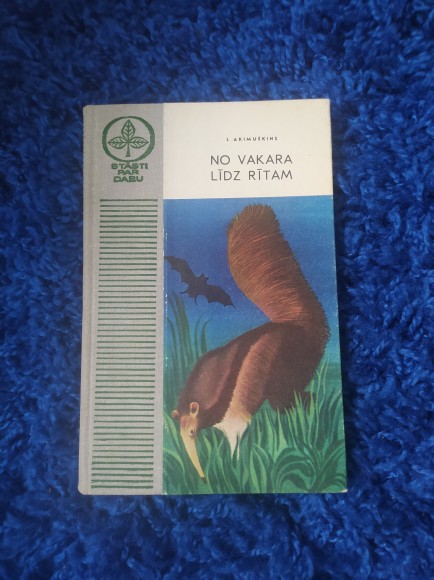 STĀSTI
PAR
DABU
I. AKIMUŠKINS
NO VAKARA
LĪDZ RĪTAM